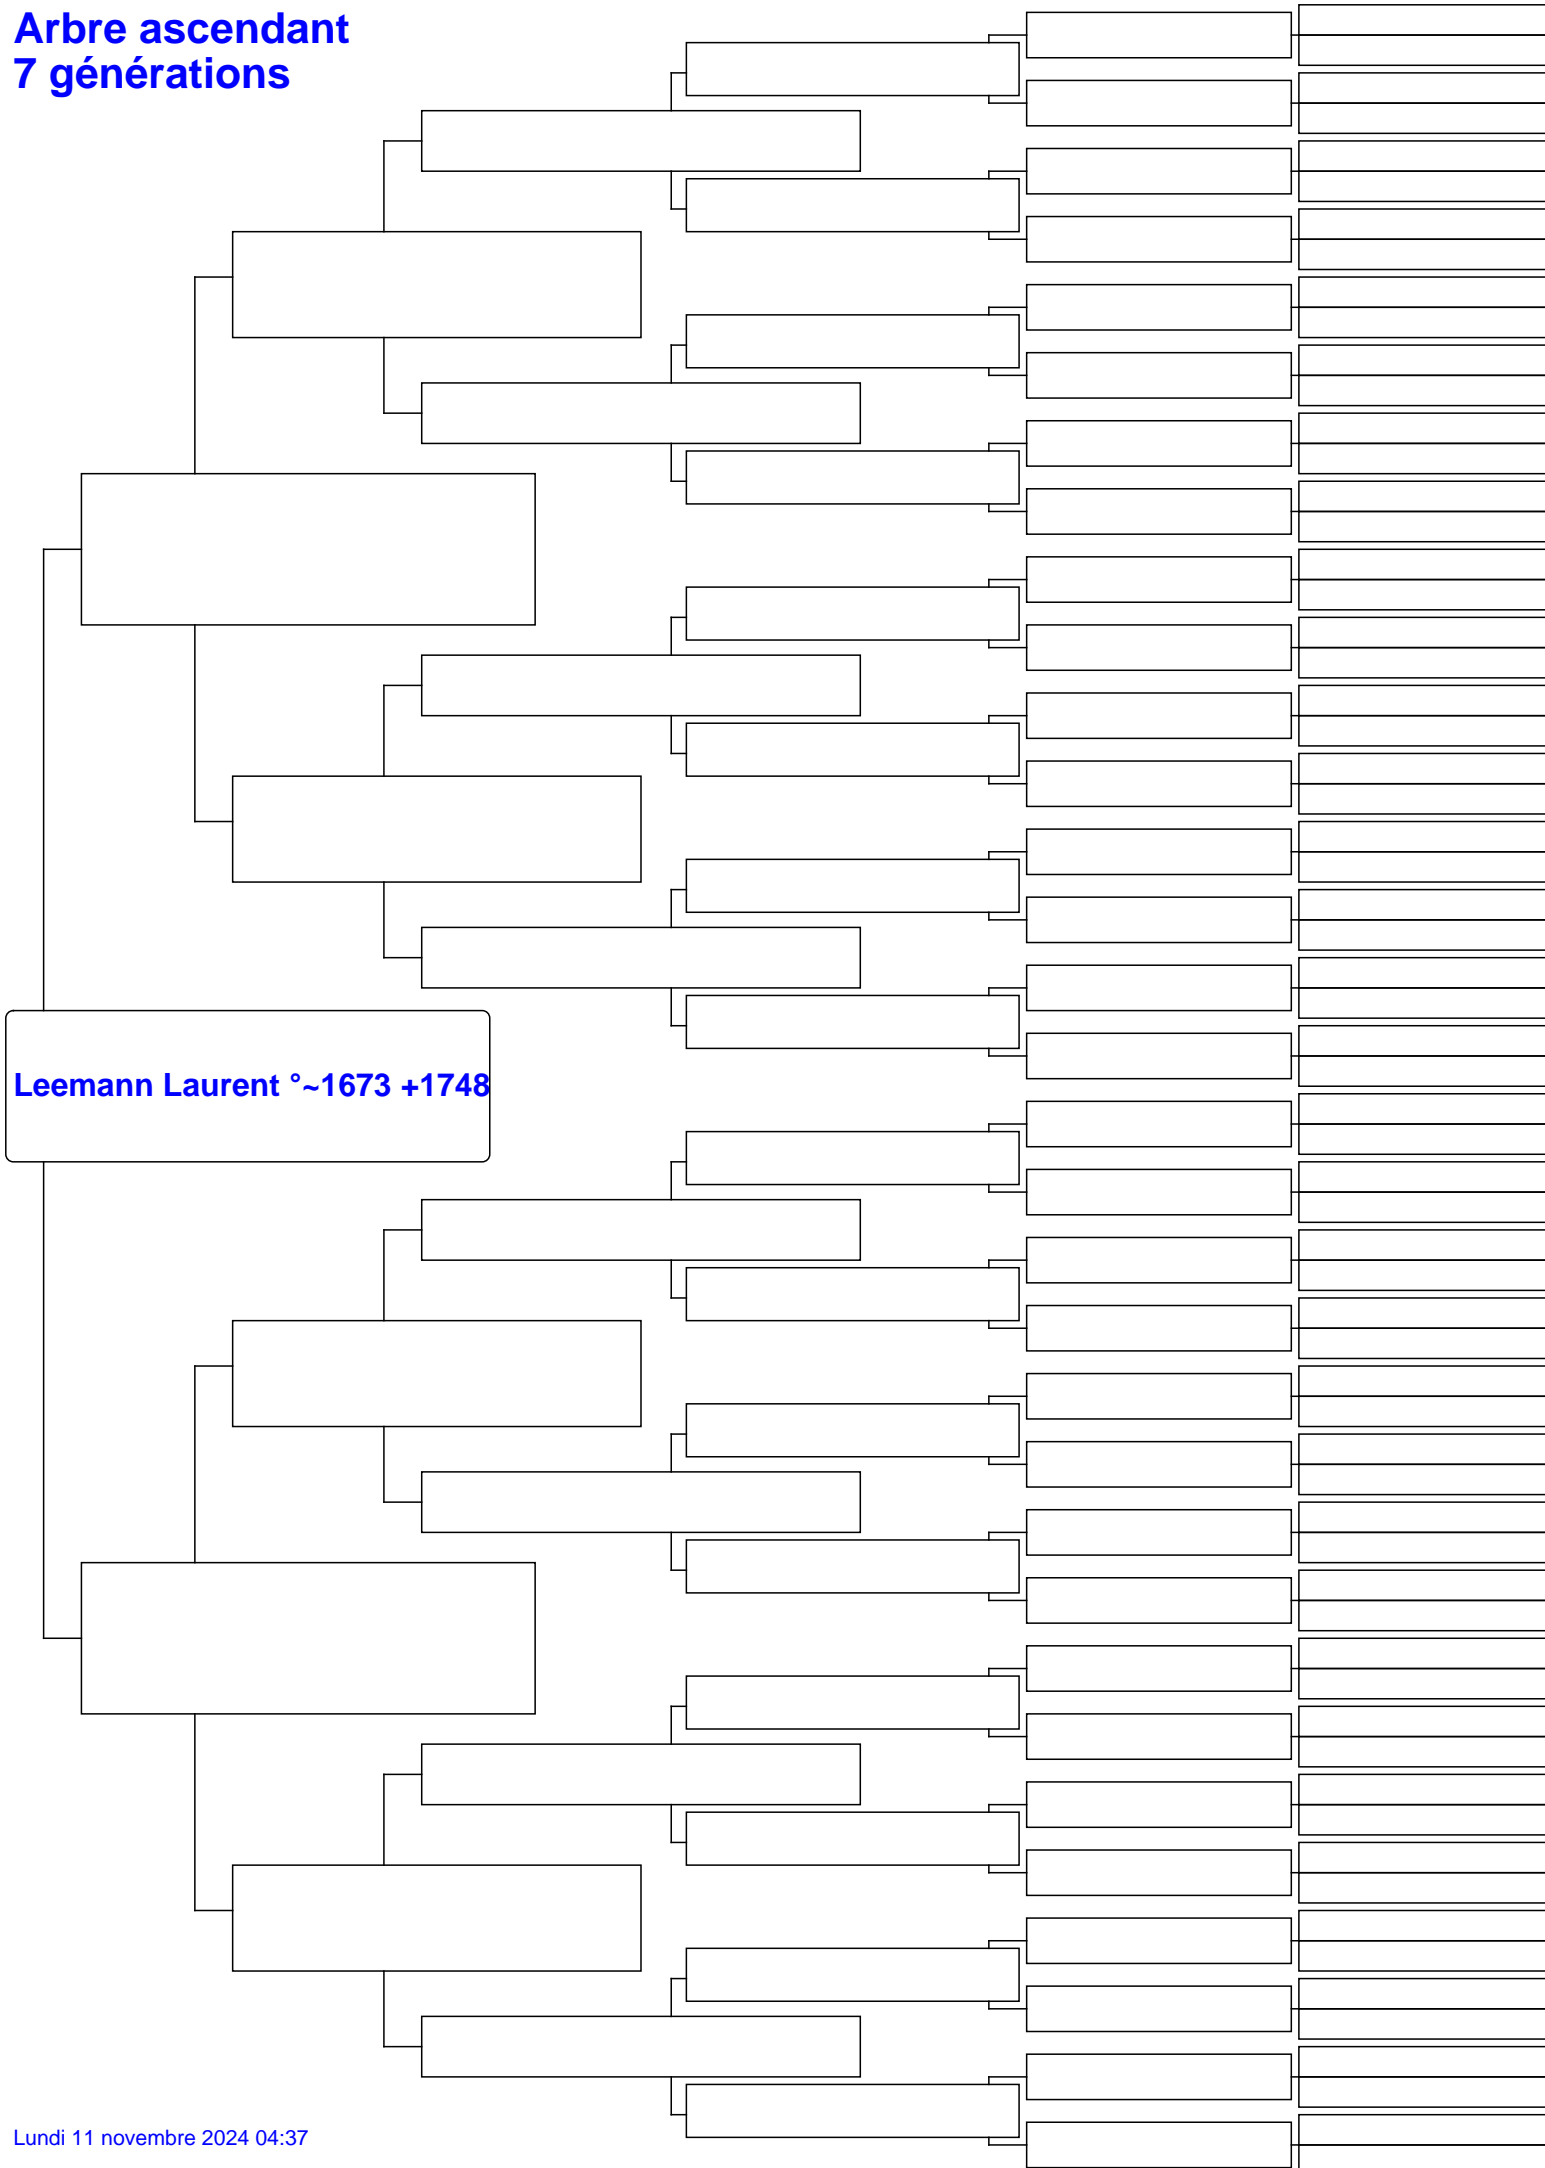 Arbre ascendant
7 générations
Leemann Laurent °~1673 +1748
Lundi 11 novembre 2024 04:37